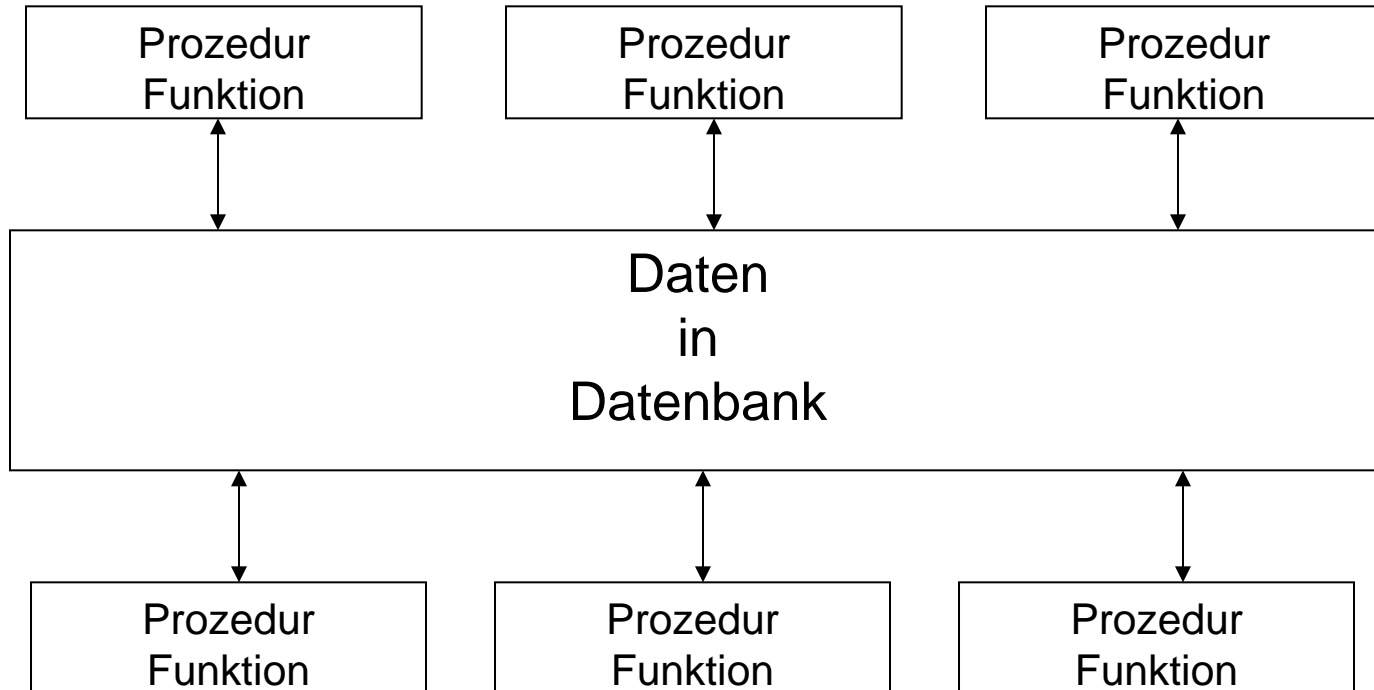 Prozedur
Funktion
Prozedur
Funktion
Prozedur
Funktion
Daten
in
Datenbank
Prozedur
Funktion
Prozedur
Funktion
Prozedur
Funktion